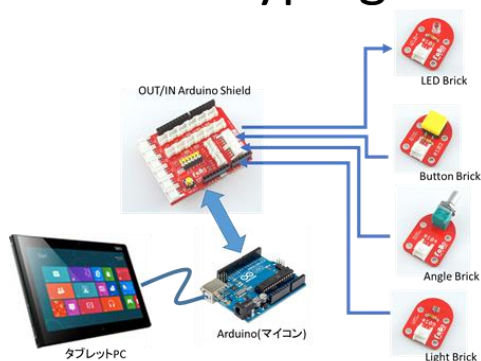 OUT/IN Arduino Shield
LED Brick
Button Brick
Angle Brick
Light Brick
Arduino(マイコン)
タブレットPC